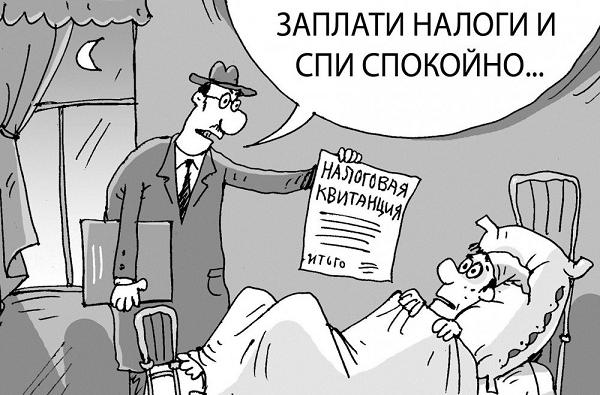 ЗАПЛАТИ НАЛОГИ И
СПИ СПОКОЙНО...
НАЛОГОВАЯ
КВИТАНЦИЯ
ИТОГО